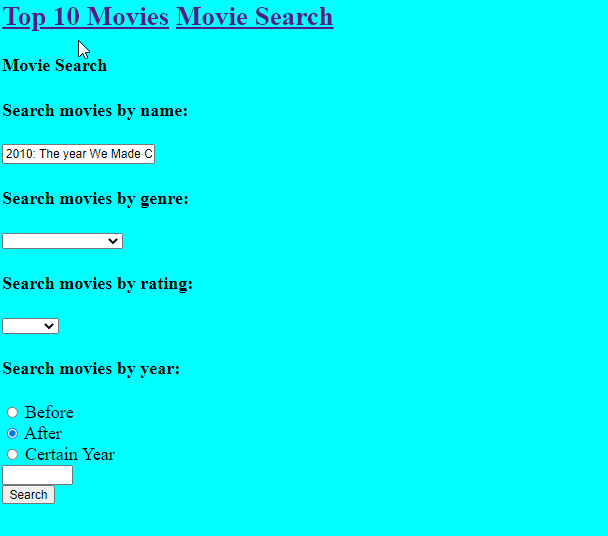 Top 10 Movies Movie Search
Movie Search
Search movies by name:
2010: The year We Made C
Search movies by genre:
Search movies by rating:
Search movies by year:
Before
After
Certain Year
Search